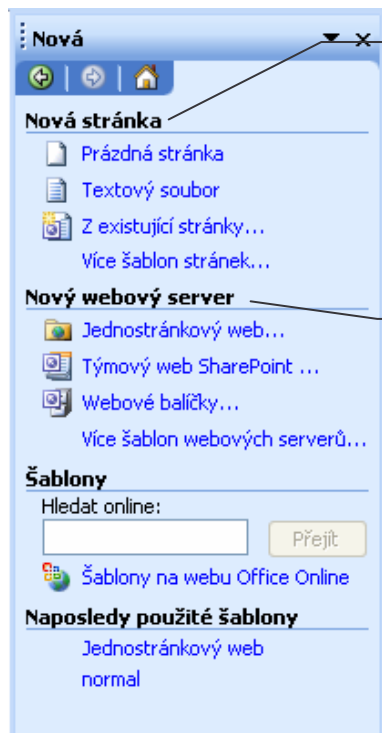 Nová
Nová stránka
Prázdná stránka
Textový soubor
Z existující stránky...
Více šablon stránek...
Nový webový server
Jednostránkový web...
Týmový web SharePoint ...
Webové balíčky...
Více šablon webových serverů...
Šablony
Hledat online:
Přejít
Šablony na webu Office Online
Naposledy použité šablony
Jednostránkový web
normal